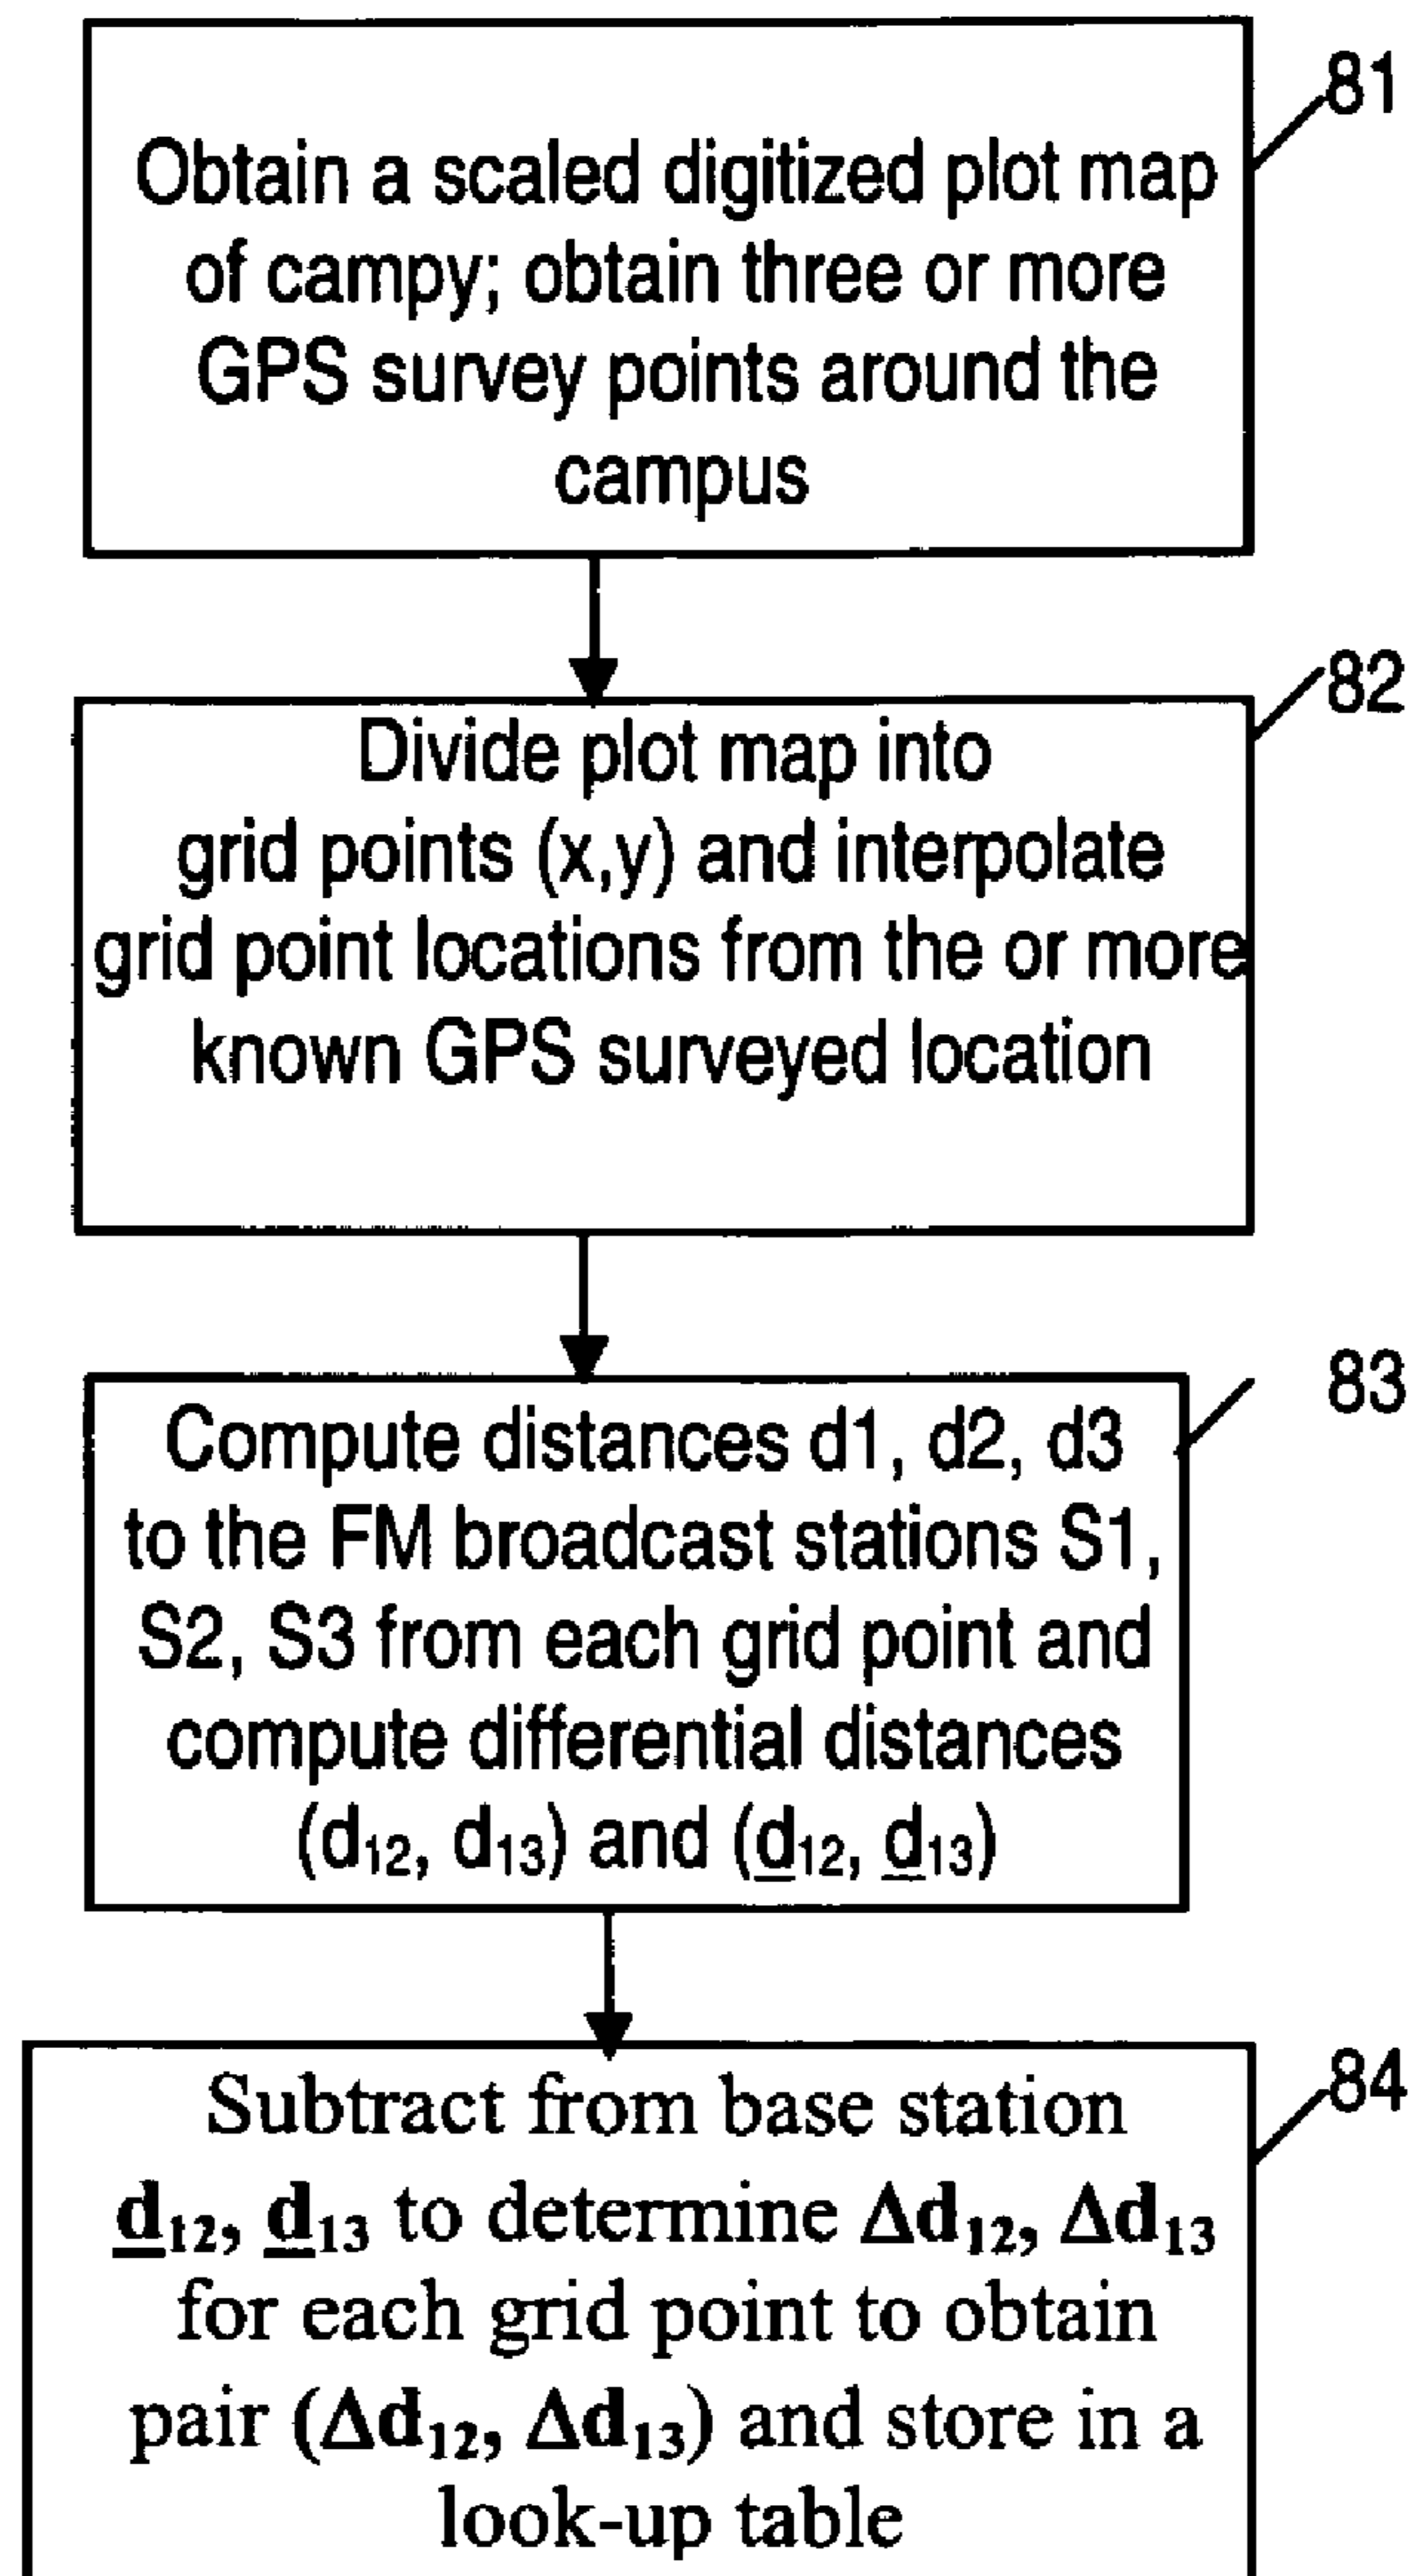 81
Obtain a scaled digitized plot map
of campy; obtain three or more
GPS survey points around the
campus
82
Divide plot map into
grid points (x,y) and interpolate
grid point locations from the or more
known GPS surveyed location
83
Compute distances d1, d2, d3
to the FM broadcast stations S1,
S2, S3 from each grid point and
compute differential distances
(d₁₂, d₁₃) and (d̲₁₂, d̲₁₃)
84
Subtract from base station
d̲₁₂, d̲₁₃ to determine Δd₁₂, Δd₁₃
for each grid point to obtain
pair (Δd₁₂, Δd₁₃) and store in a
look-up table